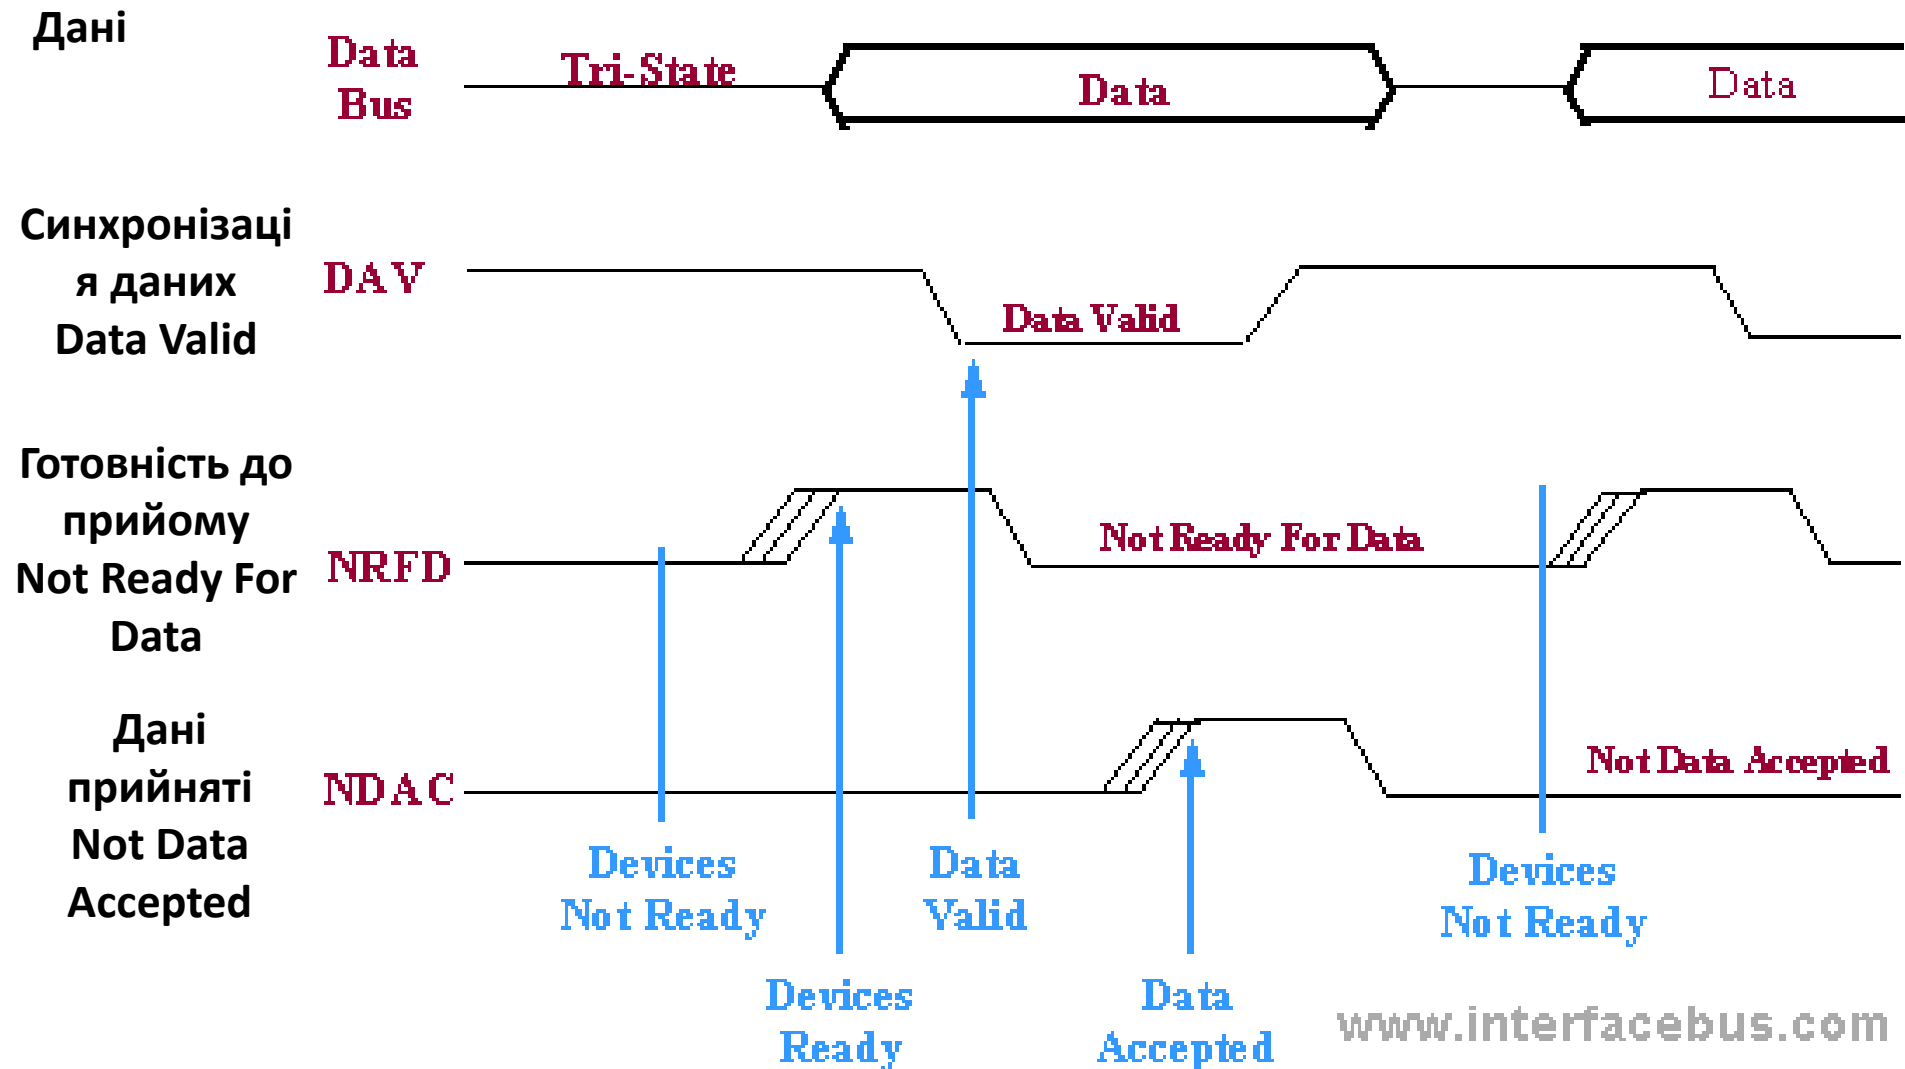 Дані
Data
Bus
Tri-State
Data
Data
Синхронізаці
я даних
Data Valid
DAV
Data Valid
Готовність до
прийому
Not Ready For
Data
NRFD
Not Ready For Data
Дані
прийняті
Not Data
Accepted
NDAC
Not Data Accepted
Devices
Not Ready
Data
Valid
Devices
Not Ready
Devices
Ready
Data
Accepted
www.interfacebus.com